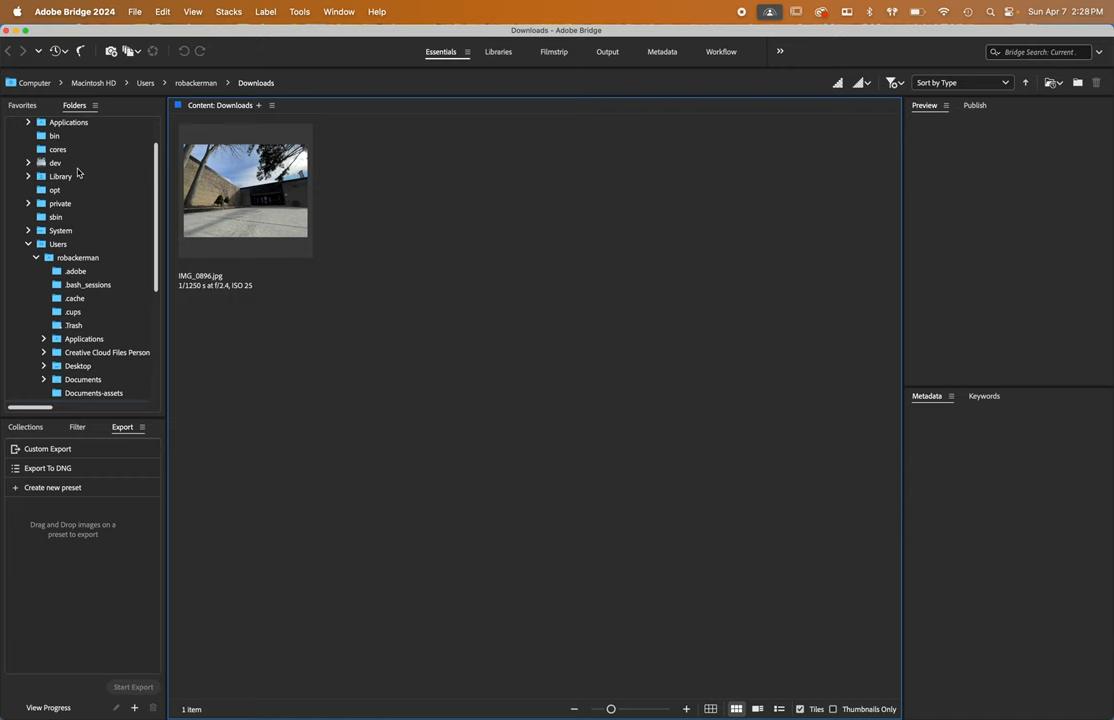 Adobe Bridge 2024 File Edit View Stacks Label Tools Window Help Sun Apr 7 2:28 PM
Downloads - Adobe Bridge
Essentials Libraries Filmstrip Output Metadata Workflow Bridge Search: Current .
Computer Macintosh HD Users robackerman Downloads Sort by Type
Favorites Folders
Applications
bin
cores
dev
Library
opt
private
sbin
System
Users
robackerman
.adobe
.bash_sessions
.cache
.cups
.Trash
Applications
Creative Cloud Files Person
Desktop
Documents
Documents-assets
Collections Filter Export
Custom Export
Export To DNG
Create new preset
Drag and Drop images on a
preset to export
Start Export
View Progress
Content: Downloads
IMG_0896.jpg
1/1250 s at f/2.4, ISO 25
1 item
Tiles Thumbnails Only
Preview Publish
Metadata Keywords